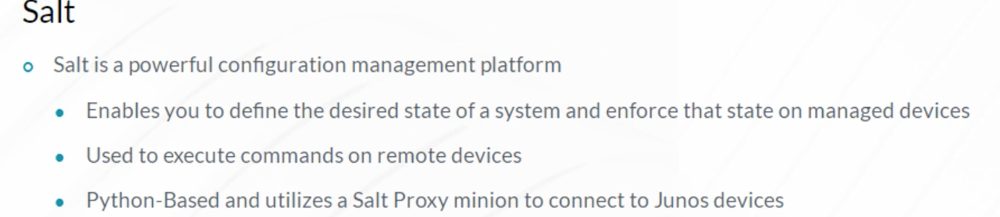 Salt
Salt is a powerful configuration management platform
Enables you to define the desired state of a system and enforce that state on managed devices
Used to execute commands on remote devices
Python-Based and utilizes a Salt Proxy minion to connect to Junos devices